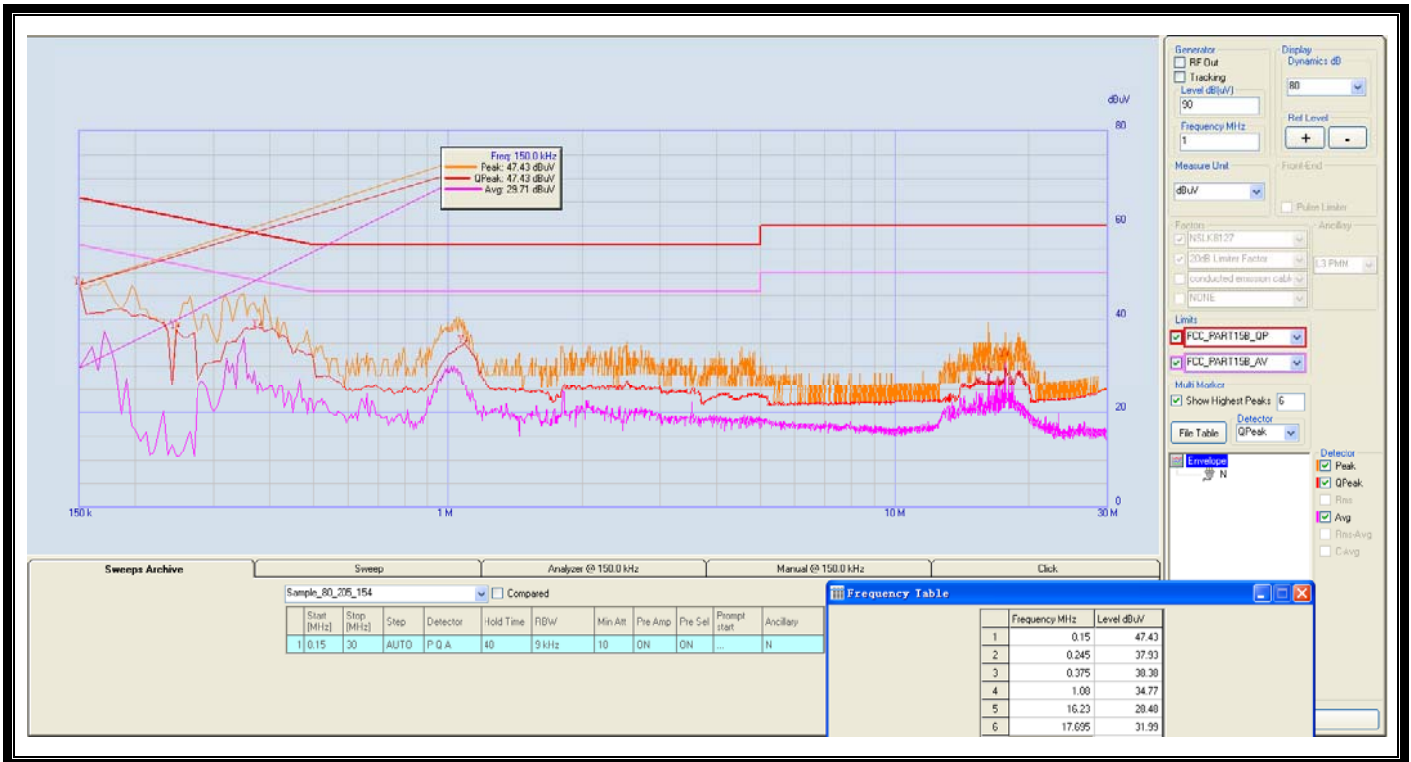 dBuV
80
60
40
20
0
150 k
1 M
10 M
30 M
Freq: 150.0 kHz
Peak: 47.43 dBuV
QPeak: 47.43 dBuV
Avg: 29.71 dBuV
Generator
RF Out
Tracking
Level dB(uV)
90
Frequency MHz
1
Display
Dynamics dB
80
Ref Level
+ -
Measure Unit
dBuV
Front-End
Pulse Limiter
Factors
NSLK8127
20dB Limiter Factor
conducted emission cabl
NONE
Ancillay
L3 PMN
Limits
FCC_PART15B_QP
FCC_PART15B_AV
Multi Marker
Show Highest Peaks 6
File Table
Detector
QPeak
Envelope
N
Detector
Peak
QPeak
Rms
Avg
Rms-Avg
C-Avg
Sweeps Archive Sweep Analyzer @ 150.0 kHz Manual @ 150.0 kHz Click
Sample_80_205_154 Compared
Start [MHz] Stop [MHz] Step Detector Hold Time RBW Min Att Pre Amp Pre Sel Prompt start Ancillary
1 0.15 30 AUTO P Q A 40 9 kHz 10 ON ON ... N
Frequency Table
Frequency MHz Level dBuV
1 0.15 47.43
2 0.245 37.93
3 0.375 38.38
4 1.08 34.77
5 16.23 28.48
6 17.695 31.99